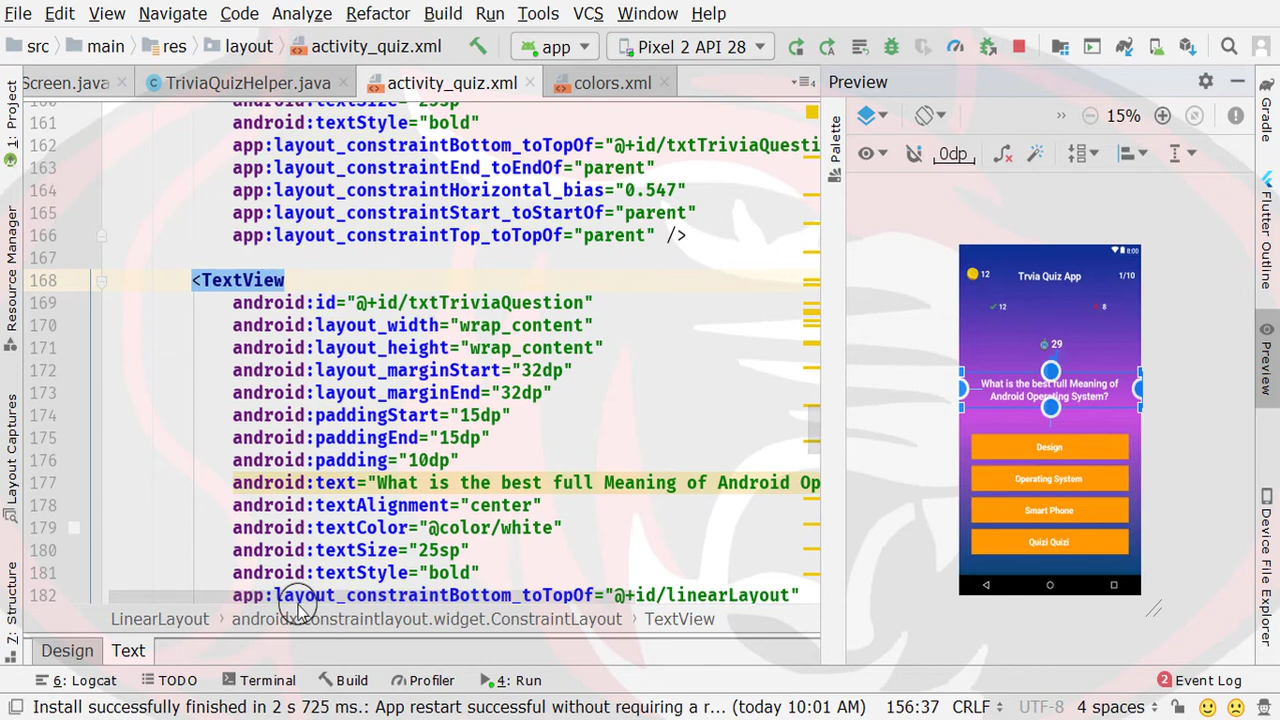 File Edit View Navigate Code Analyze Refactor Build Run Tools VCS Window Help
src main res layout activity_quiz.xml app Pixel 2 API 28
Screen.java TriviaQuizHelper.java activity_quiz.xml colors.xml Preview
161 android:textStyle="bold"
162 app:layout_constraintBottom_toTopOf="@+id/txtTriviaQuesti
163 app:layout_constraintEnd_toEndOf="parent"
164 app:layout_constraintHorizontal_bias="0.547"
165 app:layout_constraintStart_toStartOf="parent"
166 app:layout_constraintTop_toTopOf="parent" />
167
168 <TextView
169 android:id="@+id/txtTriviaQuestion"
170 android:layout_width="wrap_content"
171 android:layout_height="wrap_content"
172 android:layout_marginStart="32dp"
173 android:layout_marginEnd="32dp"
174 android:paddingStart="15dp"
175 android:paddingEnd="15dp"
176 android:padding="10dp"
177 android:text="What is the best full Meaning of Android Op
178 android:textAlignment="center"
179 android:textColor="@color/white"
180 android:textSize="25sp"
181 android:textStyle="bold"
182 app:layout_constraintBottom_toTopOf="@+id/linearLayout"
LinearLayout androidx.constraintlayout.widget.ConstraintLayout TextView
Design Text
1: Project
Resource Manager
Layout Captures
Z: Structure
Palette
15%
0dp
8:00
12 Trvia Quiz App 1/10
12 8
29
What is the best full Meaning of
Android Operating System?
Design
Operating System
Smart Phone
Quizi Quizi
Gradle
Flutter Outline
Preview
Device File Explorer
6: Logcat TODO Terminal Build Profiler 4: Run 2 Event Log
Install successfully finished in 2 s 725 ms.: App restart successful without requiring a r... (today 10:01 AM) 156:37 CRLF UTF-8 4 spaces